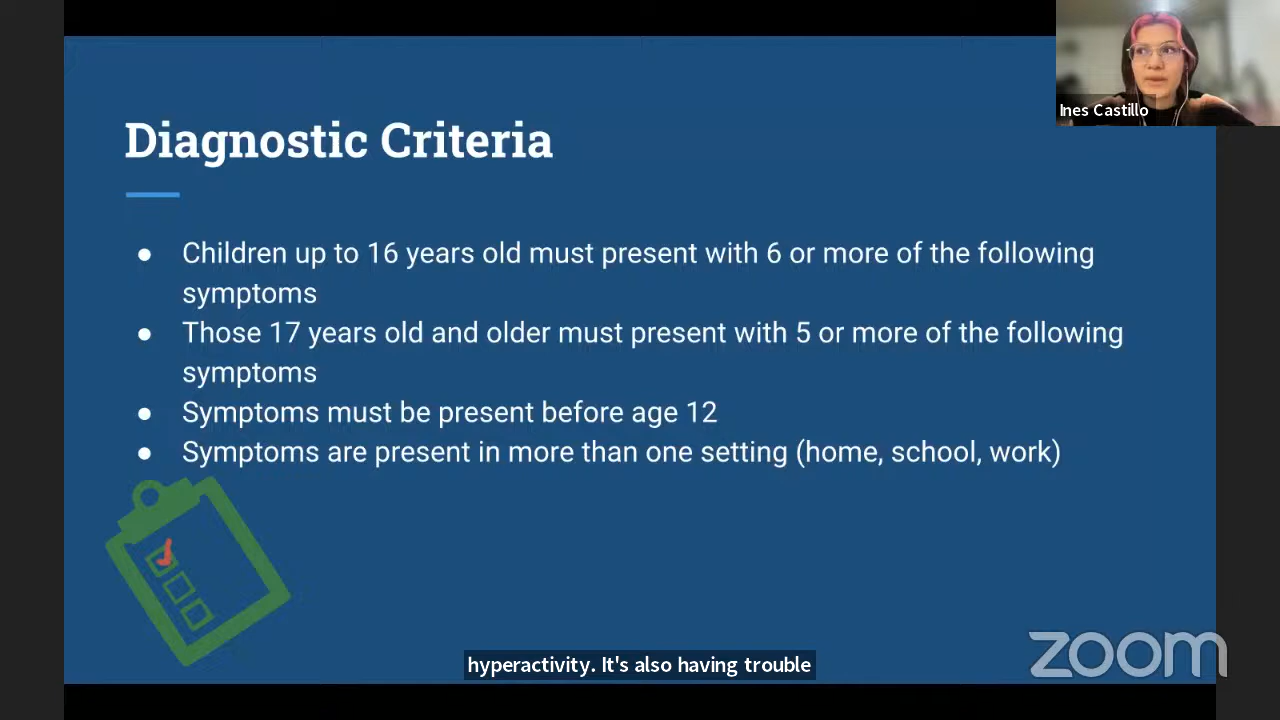 Ines Castillo
Diagnostic Criteria
● Children up to 16 years old must present with 6 or more of the following
symptoms
● Those 17 years old and older must present with 5 or more of the following
symptoms
● Symptoms must be present before age 12
● Symptoms are present in more than one setting (home, school, work)
hyperactivity. It's also having trouble
zoom